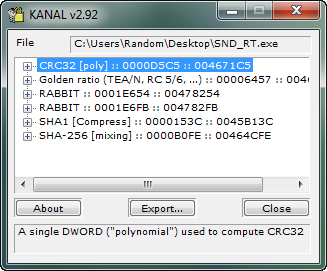 KANAL v2.92
File C:\Users\Random\Desktop\SND_RT.exe
CRC32 [poly] :: 0000D5C5 :: 004671C5
Golden ratio (TEA/N, RC 5/6, ...) :: 00006457 :: 0046
RABBIT :: 0001E654 :: 00478254
RABBIT :: 0001E6FB :: 004782FB
SHA1 [Compress] :: 0000153C :: 0045B13C
SHA-256 [mixing] :: 0000B0FE :: 00464CFE
About Export... Close
A single DWORD ("polynomial") used to compute CRC32